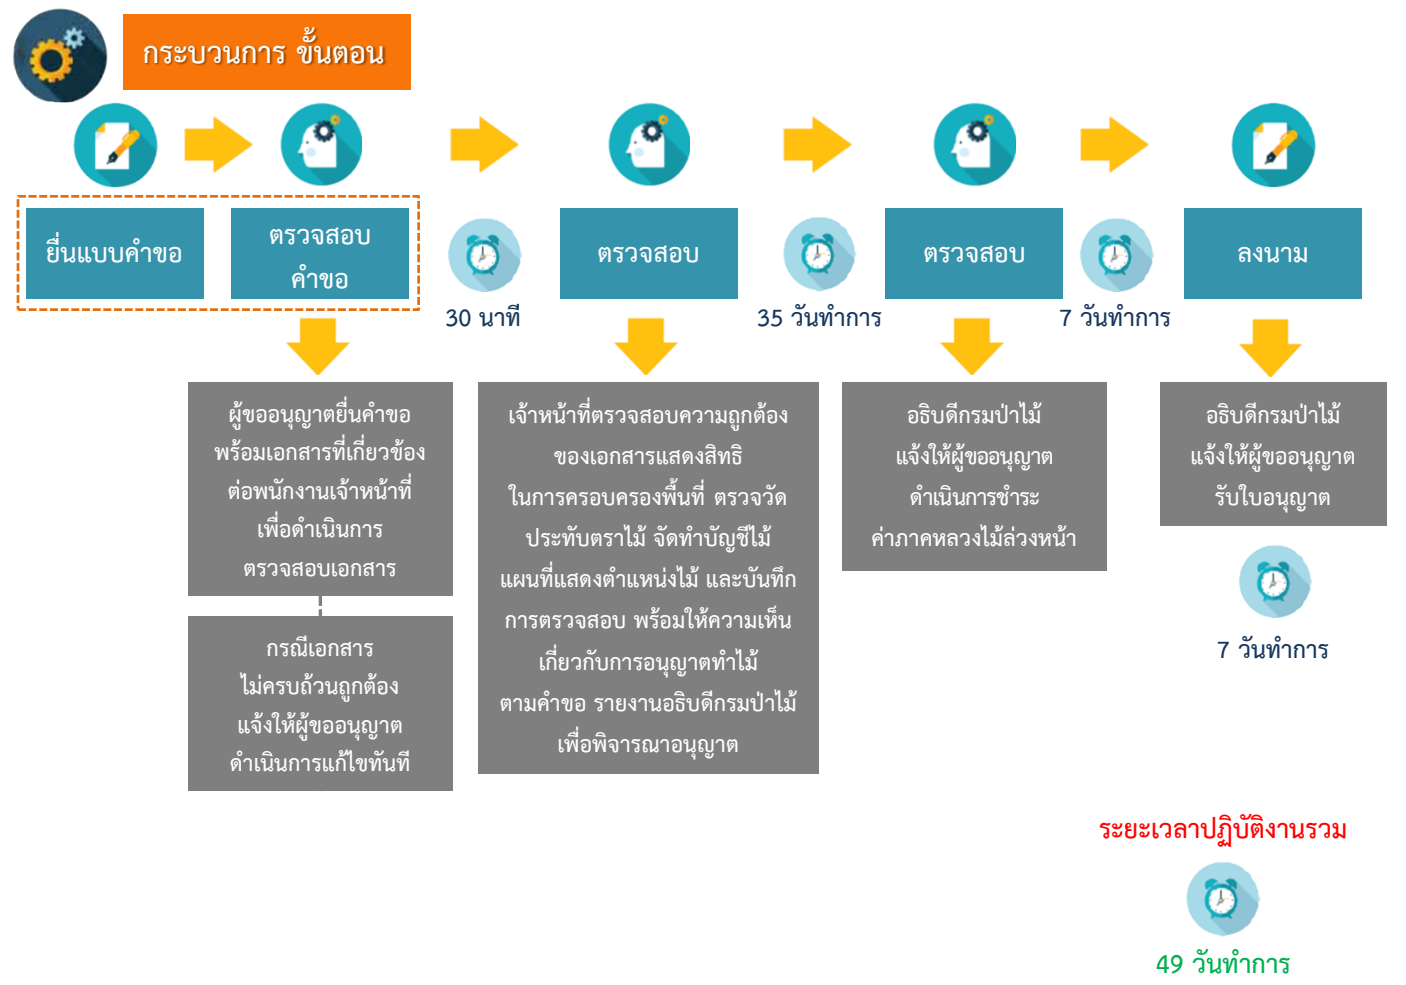 กระบวนการ ขั้นตอน
ยื่นแบบคำขอ
ตรวจสอบ
คำขอ
30 นาที
ตรวจสอบ
35 วันทำการ
ตรวจสอบ
7 วันทำการ
ลงนาม
ผู้ขออนุญาตยื่นคำขอ
พร้อมเอกสารที่เกี่ยวข้อง
ต่อพนักงานเจ้าหน้าที่
เพื่อดำเนินการ
ตรวจสอบเอกสาร
กรณีเอกสาร
ไม่ครบถ้วนถูกต้อง
แจ้งให้ผู้ขออนุญาต
ดำเนินการแก้ไขทันที
เจ้าหน้าที่ตรวจสอบความถูกต้อง
ของเอกสารแสดงสิทธิ
ในการครอบครองพื้นที่ ตรวจวัด
ประทับตราไม้ จัดทำบัญชีไม้
แผนที่แสดงตำแหน่งไม้ และบันทึก
การตรวจสอบ พร้อมให้ความเห็น
เกี่ยวกับการอนุญาตทำไม้
ตามคำขอ รายงานอธิบดีกรมป่าไม้
เพื่อพิจารณาอนุญาต
อธิบดีกรมป่าไม้
แจ้งให้ผู้ขออนุญาต
ดำเนินการชำระ
ค่าภาคหลวงไม้ล่วงหน้า
อธิบดีกรมป่าไม้
แจ้งให้ผู้ขออนุญาต
รับใบอนุญาต
7 วันทำการ
ระยะเวลาปฏิบัติงานรวม
49 วันทำการ